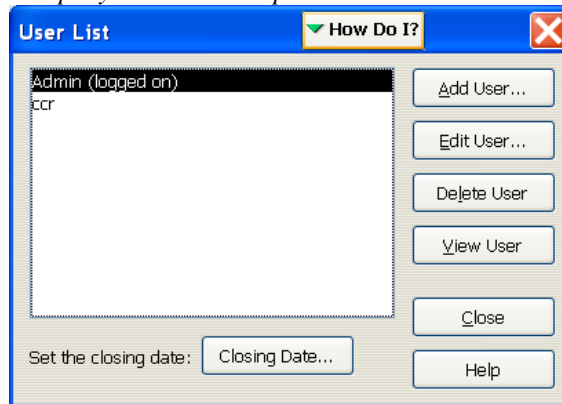 User List
How Do I?
Admin (logged on)
ccr
Add User...
Edit User...
Delete User
View User
Close
Set the closing date:
Closing Date...
Help